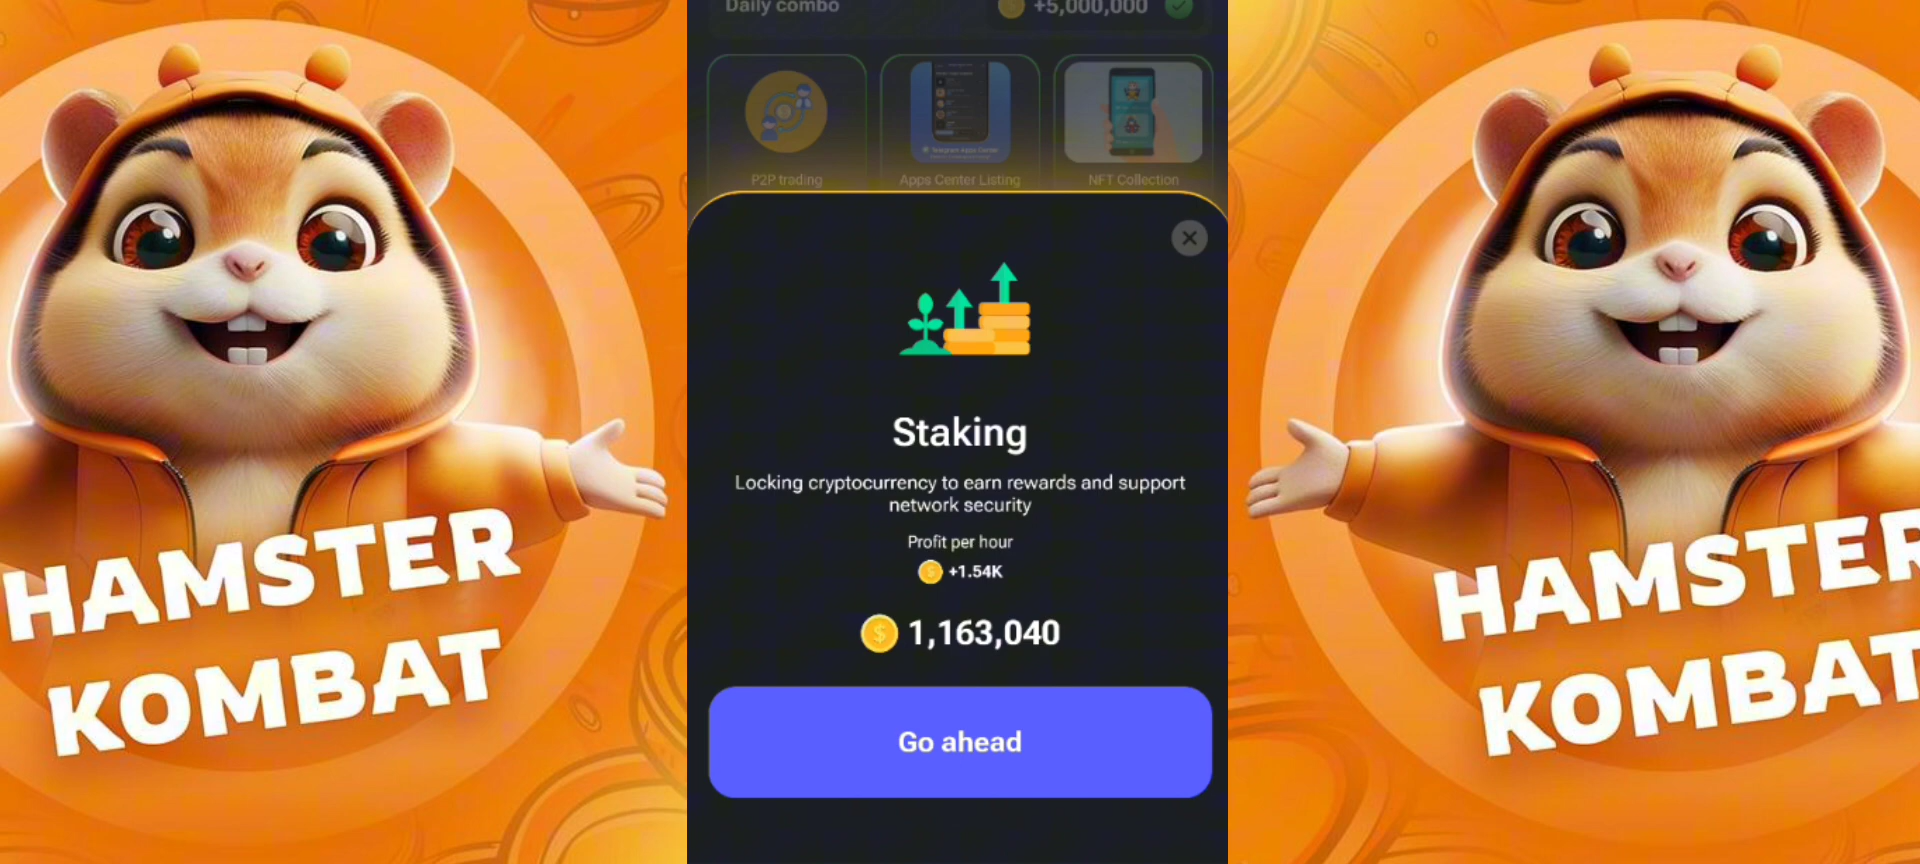 HAMSTER
KOMBAT
Daily combo
+5,000,000
P2P trading
Apps Center Listing
NFT Collection
Staking
Locking cryptocurrency to earn rewards and support
network security
Profit per hour
+1.54K
1,163,040
Go ahead
HAMSTER
KOMBAT